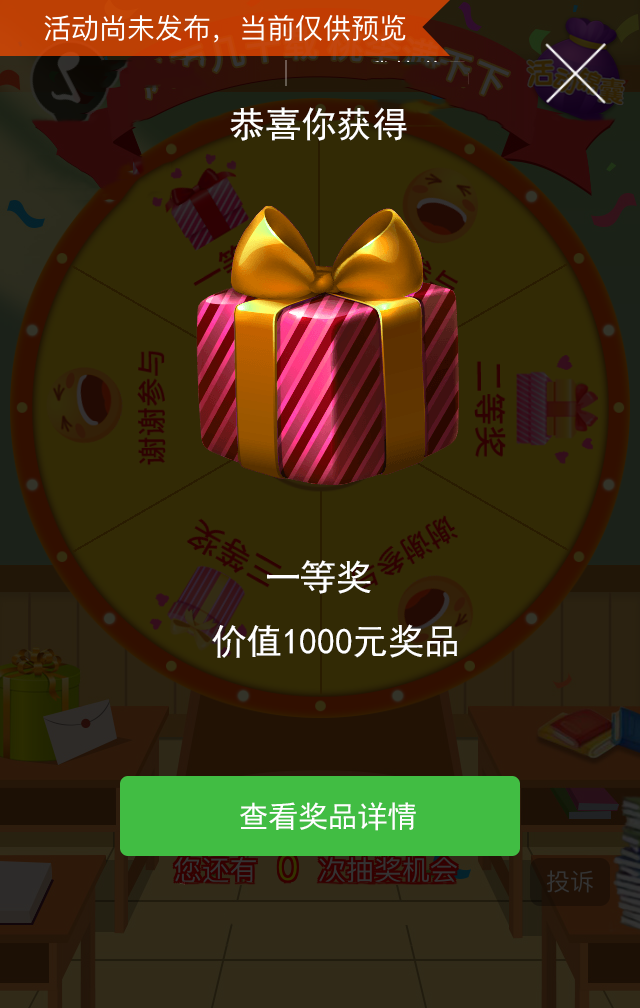 活动尚未发布，当前仅供预览
恭喜你获得
一等奖
谢谢参与
二等奖
三等奖
谢谢参
一等奖
价值1000元奖品
查看奖品详情
您还有 0 次抽奖机会
投诉